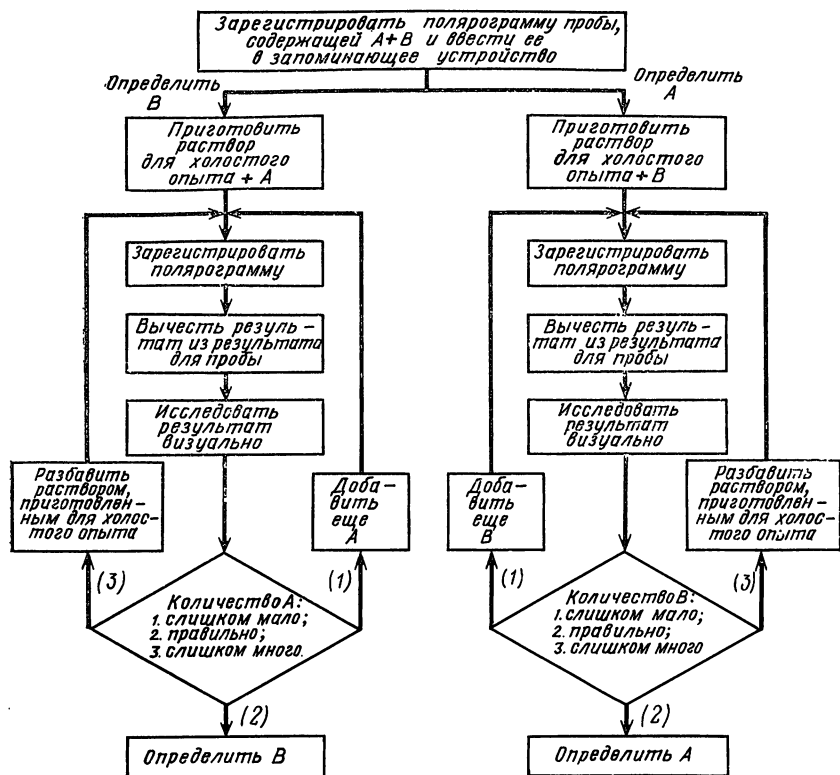 Зарегистрировать полярограмму пробы,
содержащей А+В и ввести ее
в запоминающее устройство
Определить
В
Определить
А
Приготовить
раствор
для холостого
опыта + А
Приготовить
раствор
для холостого
опыта + В
Зарегистрировать
полярограмму
Зарегистрировать
полярограмму
Вычесть резуль-
тат из результата
для пробы
Вычесть резуль-
тат из результата
для пробы
Исследовать
результат
визуально
Исследовать
результат
визуально
Разбавить
раствором,
приготовлен-
ным для холос-
того опыта
Доба-
вить
еще
А
Доба-
вить
еще
В
Разбавить
раствором,
приготовлен-
ным для холос-
того опыта
(3)
(1)
(1)
(3)
Количество А:
1. слишком мало;
2. правильно;
3. слишком много.
Количество В:
1. слишком мало;
2. правильно;
3. слишком много
(2)
(2)
Определить В
Определить А